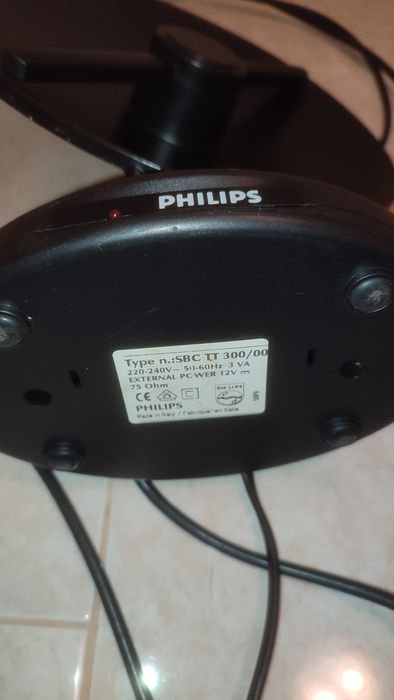 PHILIPS
Type n.:SBC TT 300/00
220-240V~ 50-60Hz 3 VA
EXTERNAL POWER 12V ⎓
75 Ohm
CE PHILIPS
PHILIPS
Made in Italy / Fabriqué en Italie